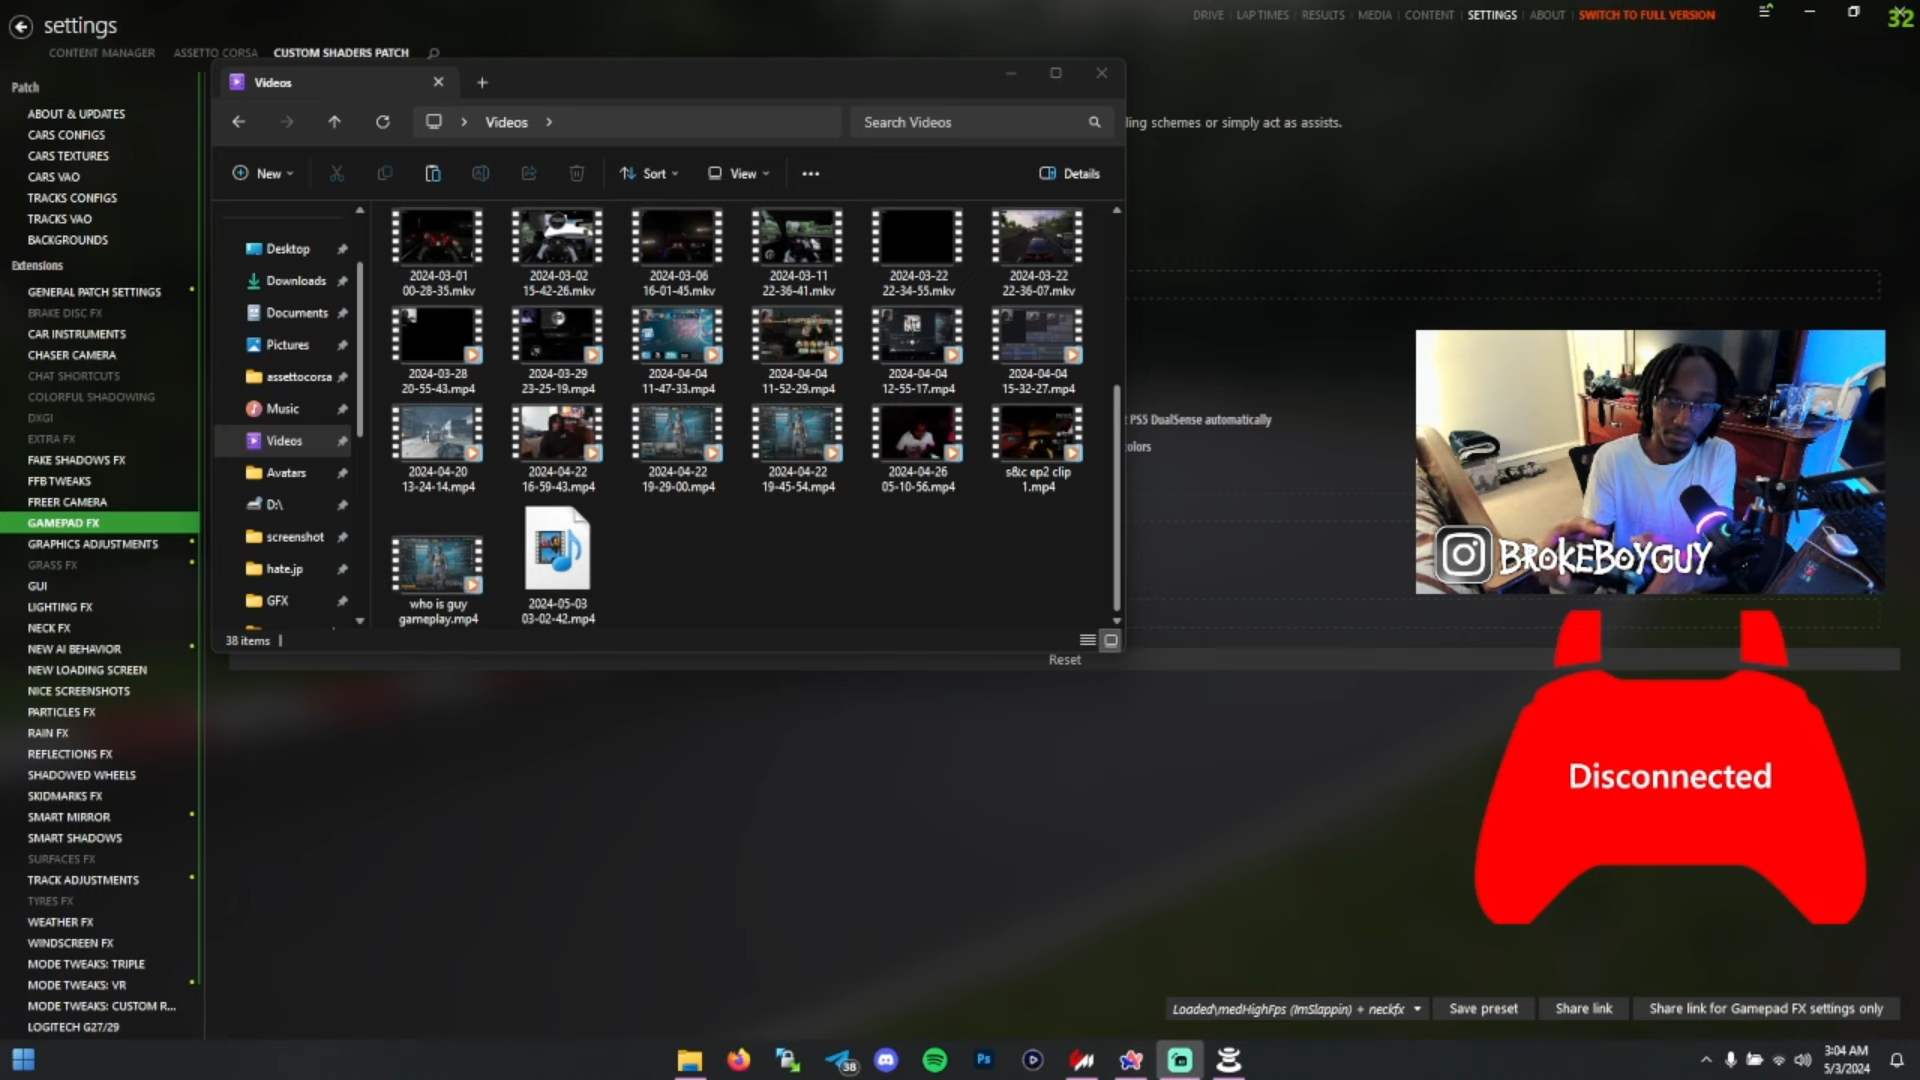 settings
DRIVE LAP TIMES RESULTS MEDIA CONTENT SETTINGS ABOUT SWITCH TO FULL VERSION
32
CONTENT MANAGER ASSETTO CORSA CUSTOM SHADERS PATCH
Patch
ABOUT & UPDATES
CARS CONFIGS
CARS TEXTURES
CARS VAO
TRACKS CONFIGS
TRACKS VAO
BACKGROUNDS
Extensions
GENERAL PATCH SETTINGS
BRAKE DISC FX
CAR INSTRUMENTS
CHASER CAMERA
CHAT SHORTCUTS
COLORFUL SHADOWING
DXGI
EXTRA FX
FAKE SHADOWS FX
FFB TWEAKS
FREER CAMERA
GAMEPAD FX
GRAPHICS ADJUSTMENTS
GRASS FX
GUI
LIGHTING FX
NECK FX
NEW AI BEHAVIOR
NEW LOADING SCREEN
NICE SCREENSHOTS
PARTICLES FX
RAIN FX
REFLECTIONS FX
SHADOWED WHEELS
SKIDMARKS FX
SMART MIRROR
SMART SHADOWS
SURFACES FX
TRACK ADJUSTMENTS
TYRES FX
WEATHER FX
WINDSCREEN FX
MODE TWEAKS: TRIPLE
MODE TWEAKS: VR
MODE TWEAKS: CUSTOM R...
LOGITECH G27/29
Videos
Videos
Search Videos
New Sort View Details
Desktop
Downloads
Documents
Pictures
assettocorsa
Music
Videos
Avatars
D:\
screenshot
hate.jp
GFX
2024-03-01 2024-03-02 2024-03-06 2024-03-11 2024-03-22 2024-03-22
00-28-35.mkv 15-42-26.mkv 16-01-45.mkv 22-36-41.mkv 22-34-55.mkv 22-36-07.mkv
2024-03-28 2024-03-29 2024-04-04 2024-04-04 2024-04-04 2024-04-04
20-55-43.mp4 23-25-19.mp4 11-47-33.mp4 11-52-29.mp4 12-55-17.mp4 15-32-27.mp4
2024-04-20 2024-04-22 2024-04-22 2024-04-22 2024-04-26 s&c ep2 clip
13-24-14.mp4 16-59-43.mp4 19-29-00.mp4 19-45-54.mp4 05-10-56.mp4 1.mp4
who is guy 2024-05-03
gameplay.mp4 03-02-42.mp4
38 items
ling schemes or simply act as assists.
PS5 DualSense automatically
colors
Reset
BROKEBOYGUY
Disconnected
Loaded\medHighFps (ImSlappin) + neckfx Save preset Share link Share link for Gamepad FX settings only
38
Ps
3:04 AM
5/3/2024